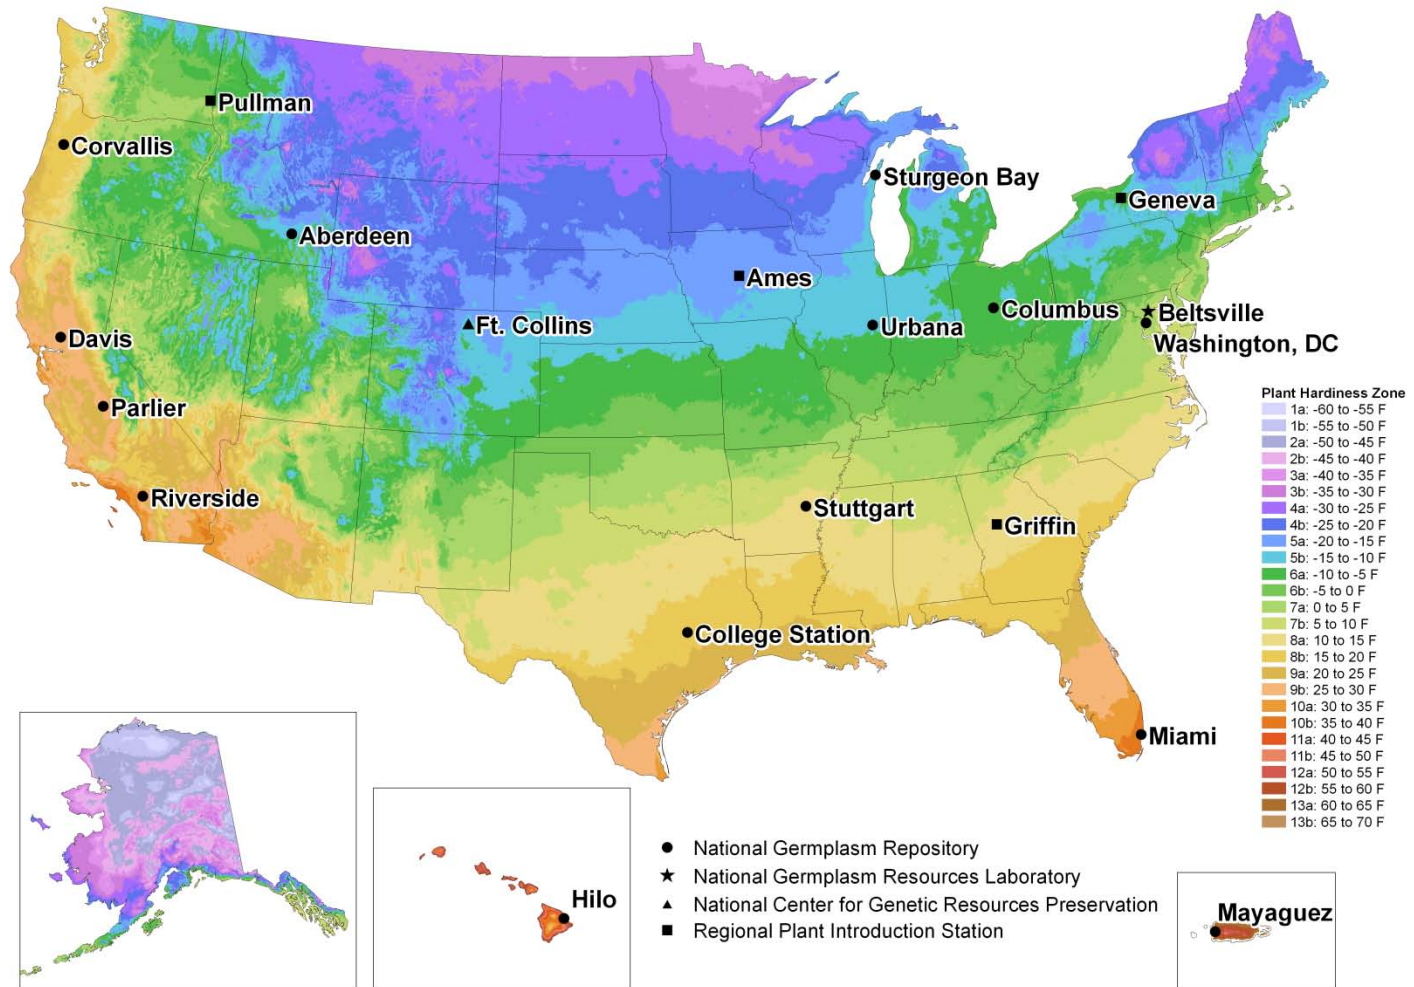 Pullman
Corvallis
Sturgeon Bay
Geneva
Aberdeen
Ames
Columbus
Beltsville
Washington, DC
Ft. Collins
Urbana
Davis
Parlier
Riverside
Stuttgart
Griffin
College Station
Miami
Plant Hardiness Zone
1a: -60 to -55 F
1b: -55 to -50 F
2a: -50 to -45 F
2b: -45 to -40 F
3a: -40 to -35 F
3b: -35 to -30 F
4a: -30 to -25 F
4b: -25 to -20 F
5a: -20 to -15 F
5b: -15 to -10 F
6a: -10 to -5 F
6b: -5 to 0 F
7a: 0 to 5 F
7b: 5 to 10 F
8a: 10 to 15 F
8b: 15 to 20 F
9a: 20 to 25 F
9b: 25 to 30 F
10a: 30 to 35 F
10b: 35 to 40 F
11a: 40 to 45 F
11b: 45 to 50 F
12a: 50 to 55 F
12b: 55 to 60 F
13a: 60 to 65 F
13b: 65 to 70 F
Hilo
National Germplasm Repository
National Germplasm Resources Laboratory
National Center for Genetic Resources Preservation
Regional Plant Introduction Station
Mayaguez